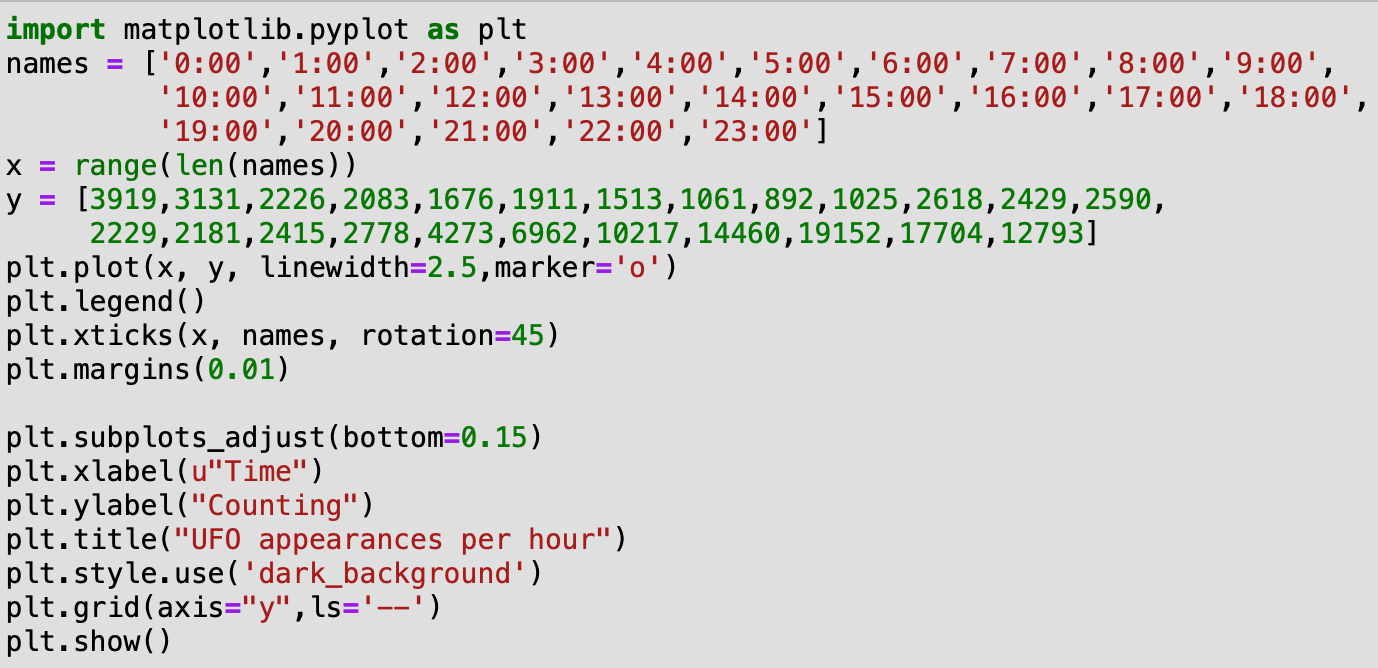 import matplotlib.pyplot as plt
names = ['0:00','1:00','2:00','3:00','4:00','5:00','6:00','7:00','8:00','9:00',
         '10:00','11:00','12:00','13:00','14:00','15:00','16:00','17:00','18:00',
         '19:00','20:00','21:00','22:00','23:00']
x = range(len(names))
y = [3919,3131,2226,2083,1676,1911,1513,1061,892,1025,2618,2429,2590,
     2229,2181,2415,2778,4273,6962,10217,14460,19152,17704,12793]
plt.plot(x, y, linewidth=2.5,marker='o')
plt.legend()
plt.xticks(x, names, rotation=45)
plt.margins(0.01)

plt.subplots_adjust(bottom=0.15)
plt.xlabel(u"Time")
plt.ylabel("Counting")
plt.title("UFO appearances per hour")
plt.style.use('dark_background')
plt.grid(axis="y",ls='--')
plt.show()